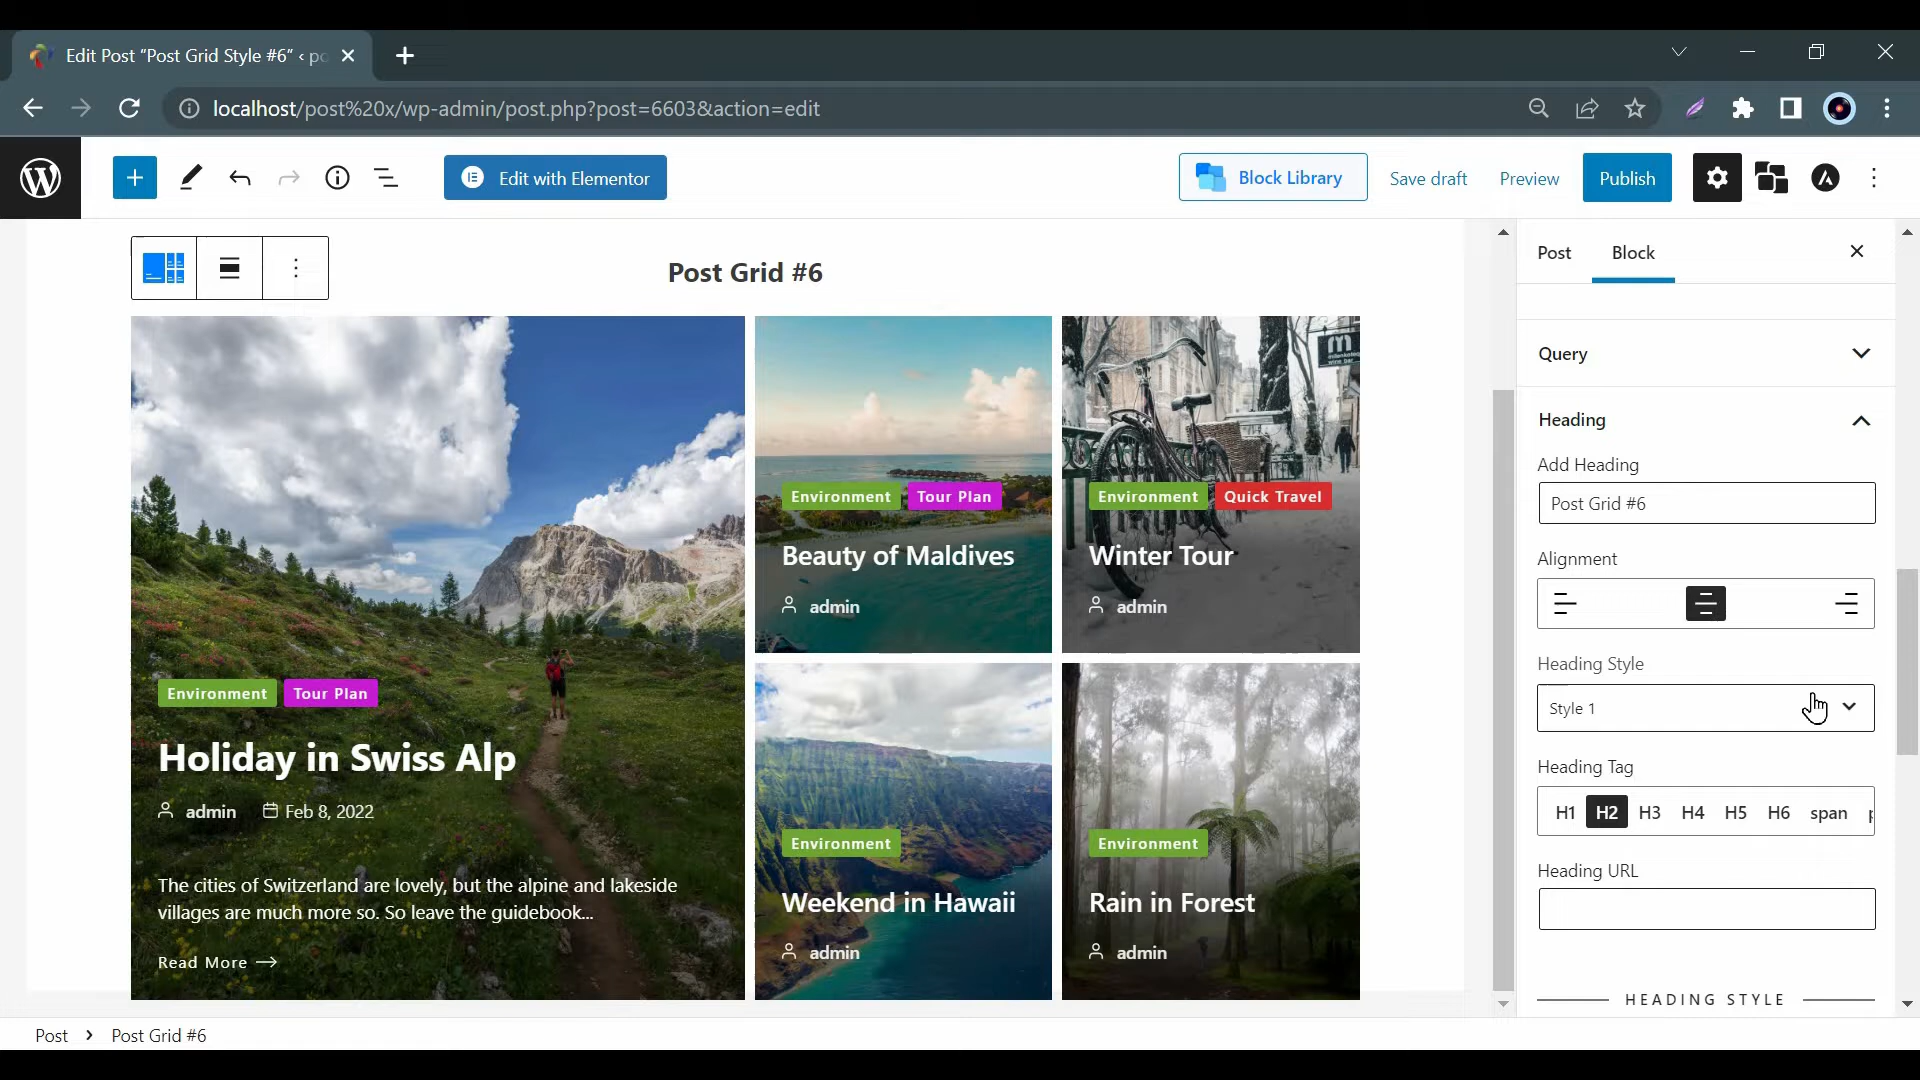 Edit Post "Post Grid Style #6" ‹ po
localhost/post%20x/wp-admin/post.php?post=6603&action=edit
Edit with Elementor
Block Library
Save draft
Preview
Publish
Post Grid #6
Environment Tour Plan
Holiday in Swiss Alp
admin Feb 8, 2022
The cities of Switzerland are lovely, but the alpine and lakeside
villages are much more so. So leave the guidebook...
Read More →
Environment Tour Plan
Beauty of Maldives
admin
Environment Quick Travel
Winter Tour
admin
Environment
Weekend in Hawaii
admin
Environment
Rain in Forest
admin
Post Block
Query
Heading
Add Heading
Post Grid #6
Alignment
Heading Style
Style 1
Heading Tag
H1 H2 H3 H4 H5 H6 span
Heading URL
HEADING STYLE
Post › Post Grid #6